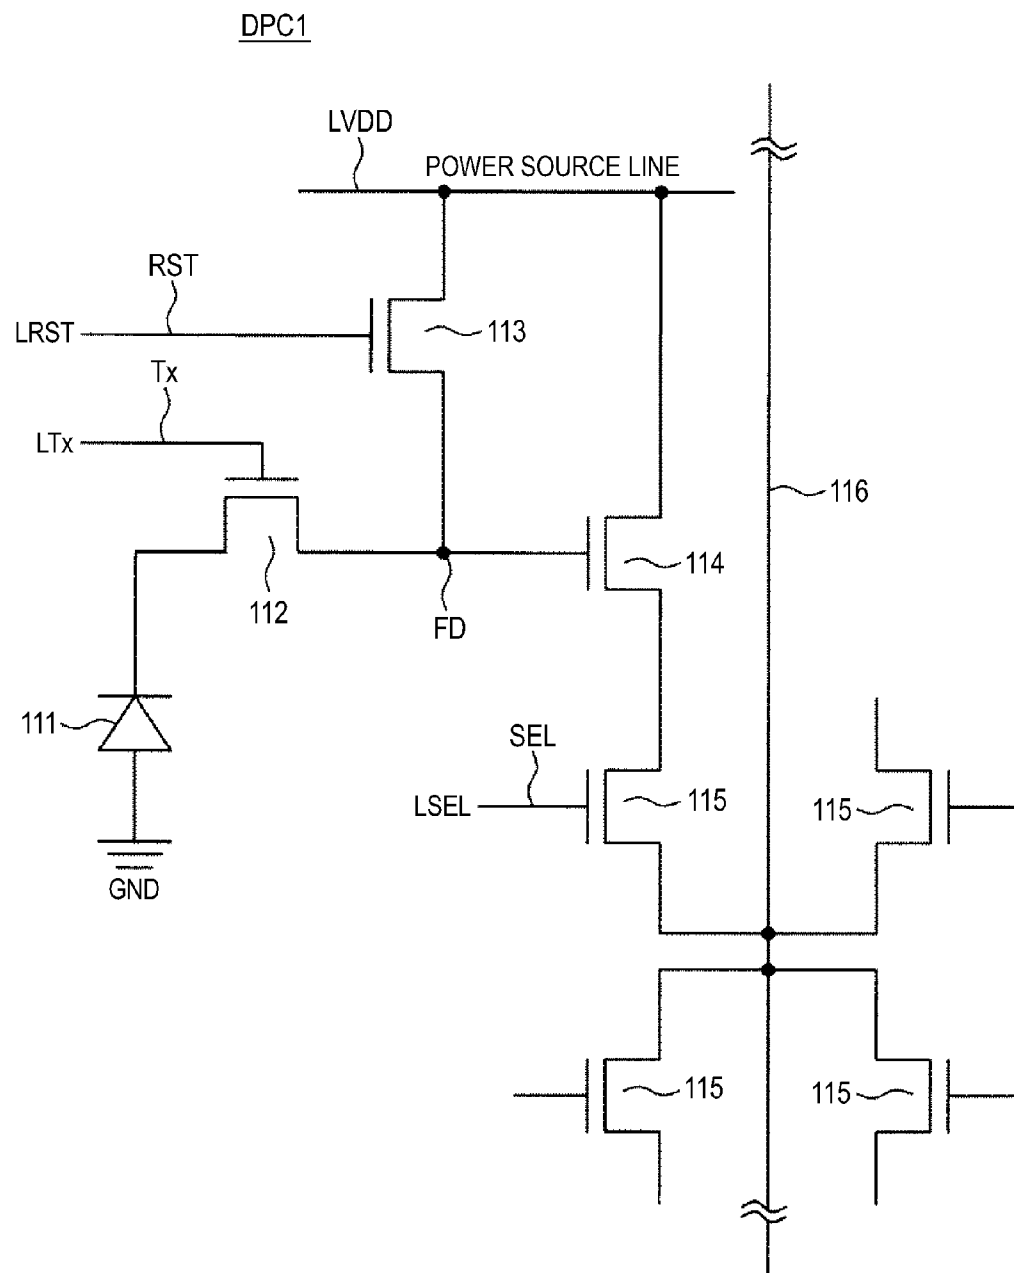 DPC1
LVDD
POWER SOURCE LINE
RST
LRST
113
Tx
LTx
116
114
112
FD
111
SEL
LSEL
115
115
GND
115
115